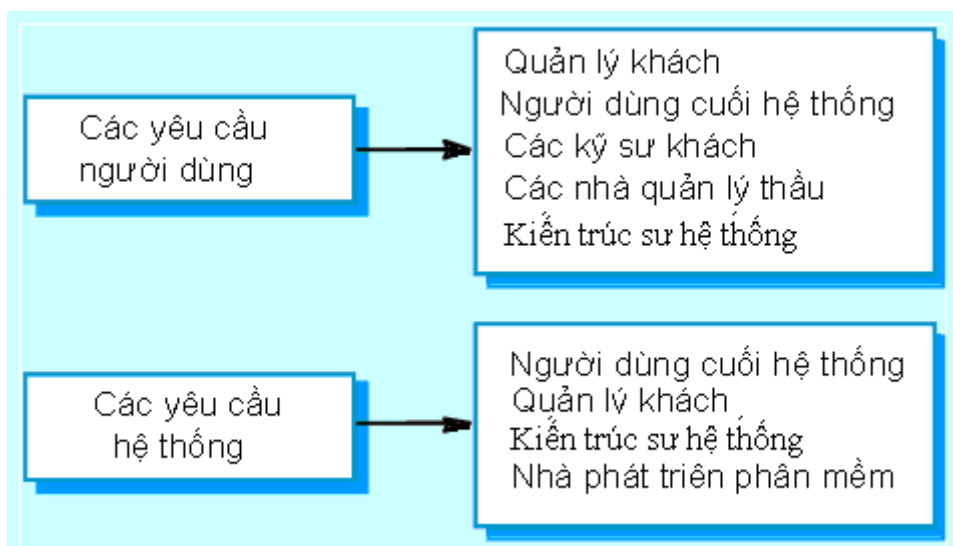 Các yêu cầu
người dùng
Quản lý khách
Người dùng cuối hệ thống
Các kỹ sư khách
Các nhà quản lý thầu
Kiến trúc sư hệ thống
Các yêu cầu
hệ thống
Người dùng cuối hệ thống
Quản lý khách
Kiến trúc sư hệ thống
Nhà phát triên phân mềm